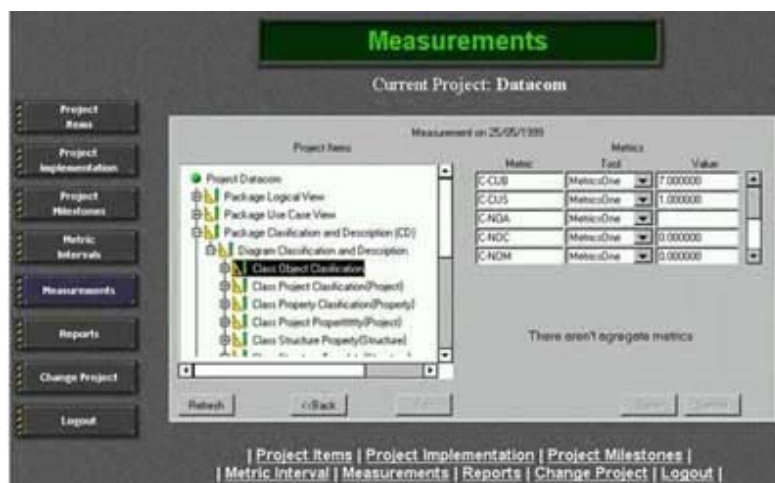 Measurements
Current Project: Datacom
Project Items
Project Implementation
Project Milestones
Metric Intervals
Measurements
Reports
Change Project
Logout
Measurement on 25/05/1999
Project Items
Project Datacom
Package Logical View
Package Use Case View
Package Clasification and Description (CD)
Diagram Classification and Description
Class Object Clasification
Class Project Clasification(Project)
Class Property Clasification(Property)
Class Project Propertttty(Project)
Class Structure Property(Structure)
Refresh
<<Back
Metrics
Metric Tool Value
C-CUB MetricsOne 7.000000
C-CUS MetricsOne 1.000000
C-NOA MetricsOne
C-NOC MetricsOne 0.000000
C-NOM MetricsOne 0.000000
There aren't agregate metrics
| Project Items | Project Implementation | Project Milestones |
| Metric Interval | Measurements | Reports | Change Project | Logout |